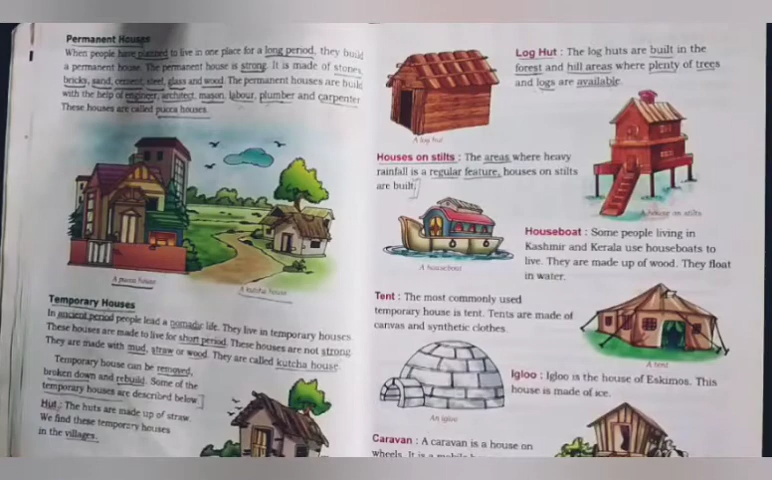 Permanent Houses
When people have planned to live in one place for a long period, they build
a permanent house. The permanent house is strong. It is made of stones,
bricks, sand, cement, steel, glass and wood. The permanent houses are built
with the help of engineer, architect, mason, labour, plumber and carpenter.
These houses are called pucca houses.
A pucca house
A kutcha house
Temporary Houses
In ancient period people lead a nomadic life. They live in temporary houses.
These houses are made to live for short period. These houses are not strong.
They are made with mud, straw or wood. They are called kutcha house.
Temporary house can be removed,
broken down and rebuild. Some of the
temporary houses are described below
Hut : The huts are made up of straw.
We find these temporary houses
in the villages.
Log Hut : The log huts are built in the
forest and hill areas where plenty of trees
and logs are available.
A log hut
Houses on stilts : The areas where heavy
rainfall is a regular feature, houses on stilts
are built.
A house on stilts
Houseboat : Some people living in
Kashmir and Kerala use houseboats to
live. They are made up of wood. They float
in water.
A houseboat
Tent : The most commonly used
temporary house is tent. Tents are made of
canvas and synthetic clothes.
A tent
Igloo : Igloo is the house of Eskimos. This
house is made of ice.
An igloo
Caravan : A caravan is a house on
wheels. It is a